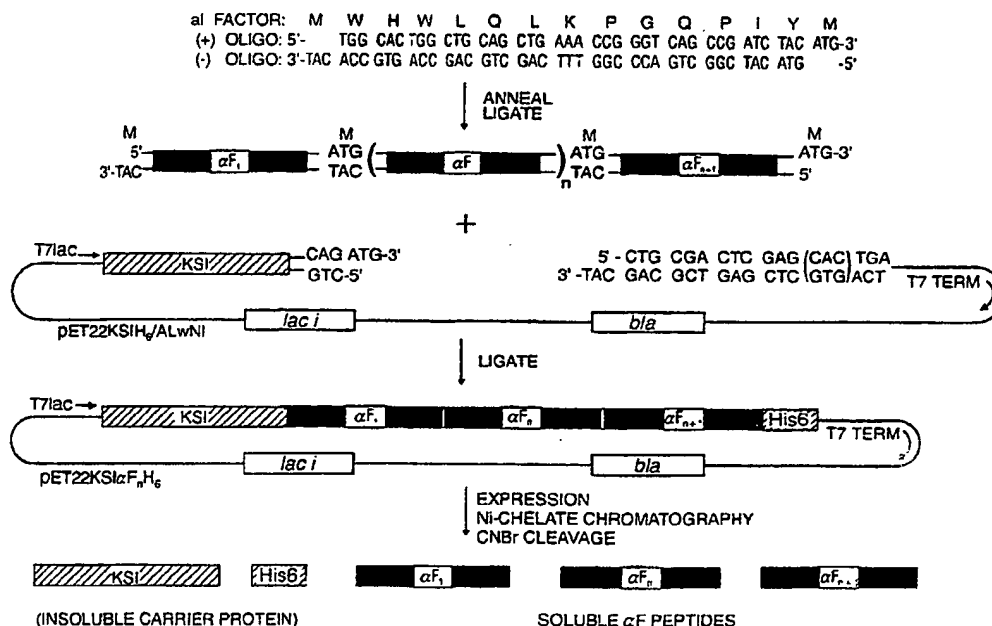 al FACTOR: M W H W L Q L K P G Q P I Y M
(+) OLIGO: 5'- TGG CAC TGG CTG CAG CTG AAA CCG GGT CAG CCG ATC TAC ATG-3'
(-) OLIGO: 3'-TAC ACC GTG ACC GAC GTC GAC TTT GGC CCA GTC GGC TAC ATG -5'
ANNEAL
LIGATE
M M M M
5' ATG ATG ATG-3'
αF₁ αF αFₙ₊₁
3'-TAC TAC n TAC 5'
+
T7lac
KSI
CAG ATG-3'
GTC-5'
5'- CTG CGA CTC GAG (CAC) TGA
3'-TAC GAC GCT GAG CTC (GTG) ACT
T7 TERM
lac i
bla
pET22KSIH₆/ALwNI
LIGATE
T7lac
KSI αF αFₙ αFₙ₊ His6
T7 TERM
lac i
bla
pET22KSIαFₙH₆
EXPRESSION
Ni-CHELATE CHROMATOGRAPHY
CNBr CLEAVAGE
KSI His6 αF₁ αFₙ αFₙ₊
(INSOLUBLE CARRIER PROTEIN) SOLUBLE αF PEPTIDES